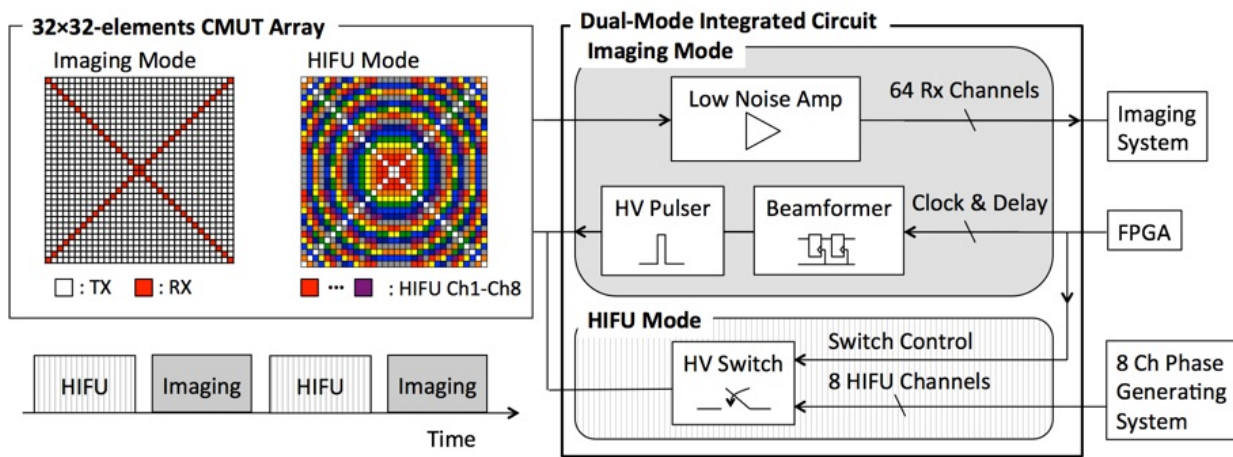 32×32-elements CMUT Array
Imaging Mode
HIFU Mode
: TX
: RX
··· : HIFU Ch1-Ch8
HIFU
Imaging
HIFU
Imaging
Time
Dual-Mode Integrated Circuit
Imaging Mode
Low Noise Amp
64 Rx Channels
Imaging
System
HV Pulser
Beamformer
Clock & Delay
FPGA
HIFU Mode
HV Switch
Switch Control
8 HIFU Channels
8 Ch Phase
Generating
System